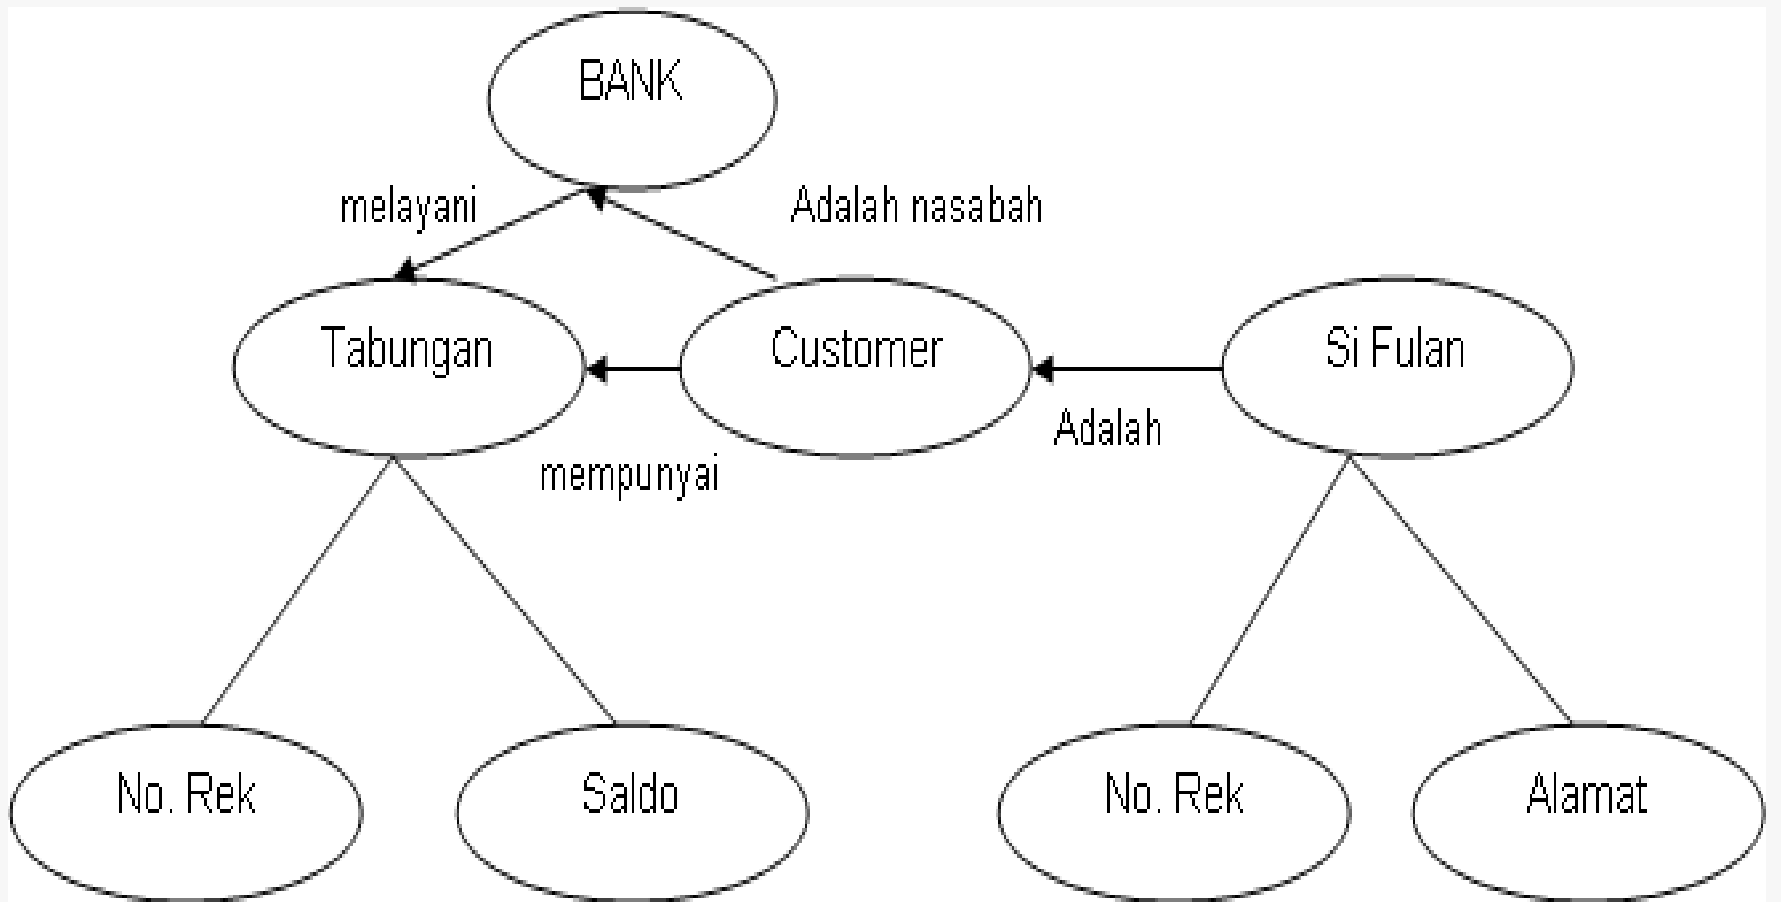 BANK
melayani
Adalah nasabah
Tabungan
Customer
Si Fulan
Adalah
mempunyai
No. Rek
Saldo
No. Rek
Alamat